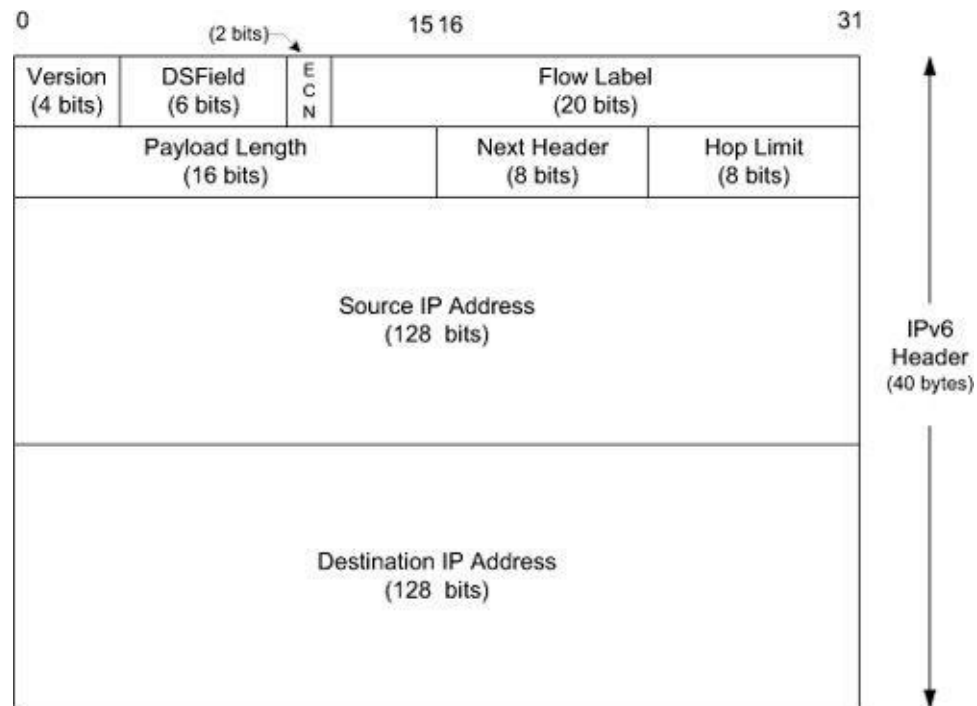 0
15 16
31
(2 bits)
Version
(4 bits)
DSField
(6 bits)
E
C
N
Flow Label
(20 bits)
Payload Length
(16 bits)
Next Header
(8 bits)
Hop Limit
(8 bits)
Source IP Address
(128 bits)
IPv6
Header
(40 bytes)
Destination IP Address
(128 bits)